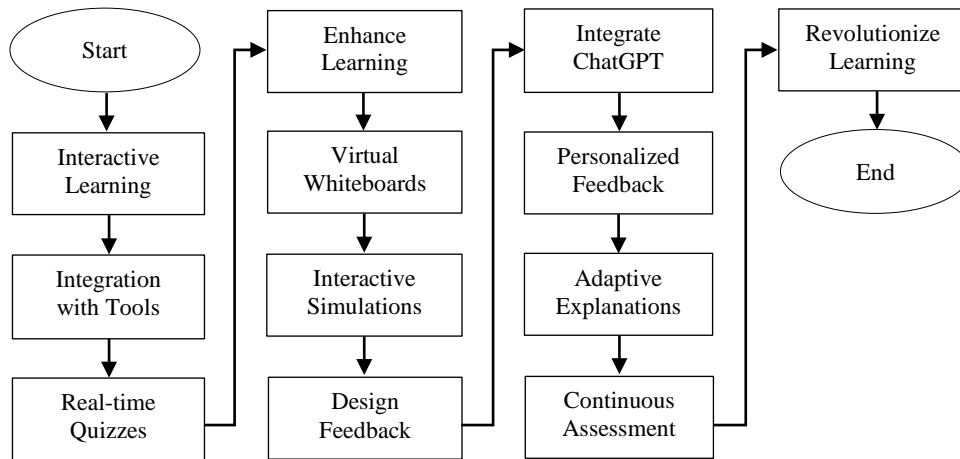 Start
Interactive
Learning
Integration
with Tools
Real-time
Quizzes
Enhance
Learning
Virtual
Whiteboards
Interactive
Simulations
Design
Feedback
Integrate
ChatGPT
Personalized
Feedback
Adaptive
Explanations
Continuous
Assessment
Revolutionize
Learning
End